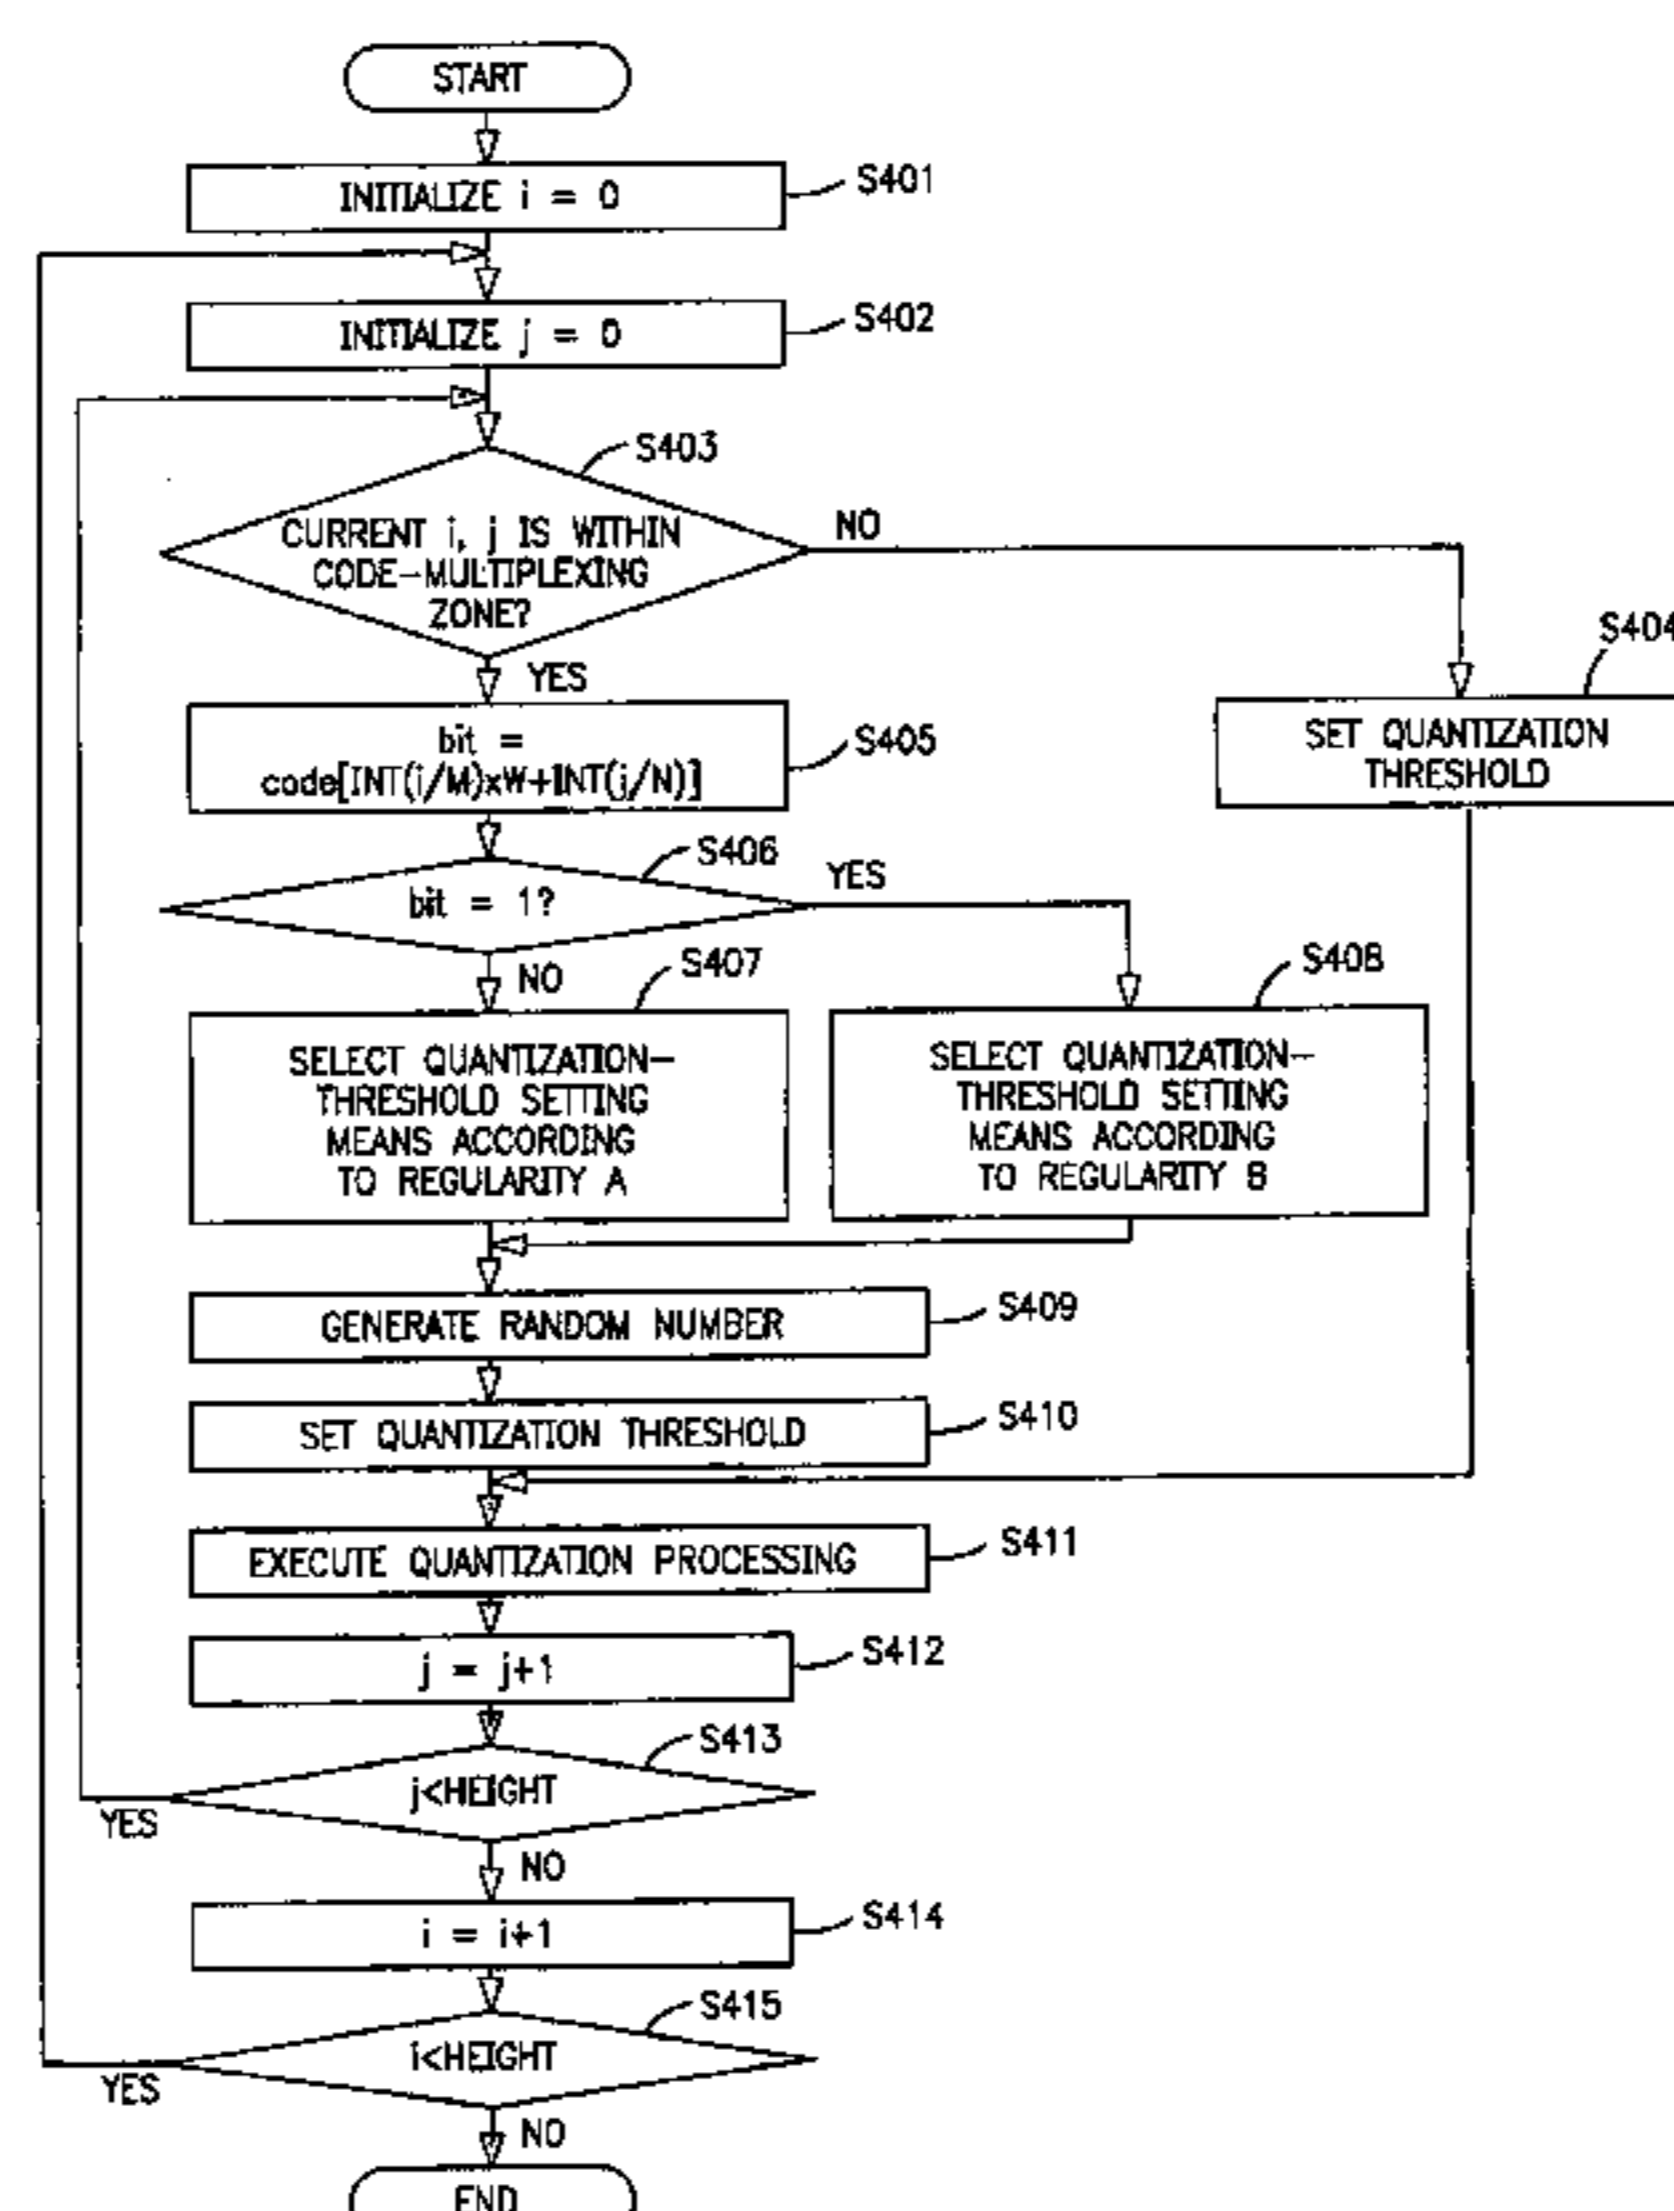 START
INITIALIZE i = 0
S401
INITIALIZE j = 0
S402
S403
CURRENT i, j IS WITHIN
CODE-MULTIPLEXING
ZONE?
NO
YES
S404
SET QUANTIZATION
THRESHOLD
bit =
code[INT(i/M)xW+INT(j/N)]
S405
S406
bit = 1?
YES
NO
S407
SELECT QUANTIZATION-
THRESHOLD SETTING
MEANS ACCORDING
TO REGULARITY A
S408
SELECT QUANTIZATION-
THRESHOLD SETTING
MEANS ACCORDING
TO REGULARITY B
GENERATE RANDOM NUMBER
S409
SET QUANTIZATION THRESHOLD
S410
EXECUTE QUANTIZATION PROCESSING
S411
j = j+1
S412
S413
j<HEIGHT
YES
NO
i = i+1
S414
S415
i<HEIGHT
YES
NO
END